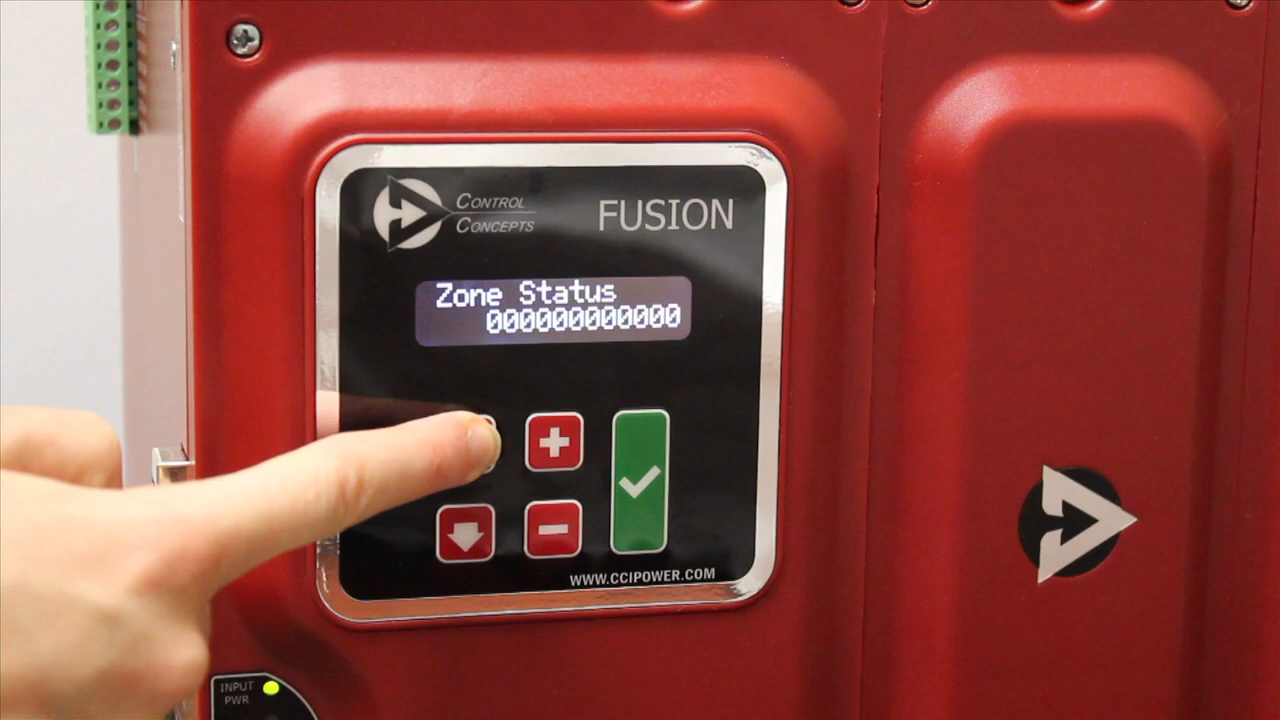 CONTROL
CONCEPTS
FUSION
Zone Status
000000000000
WWW.CCIPOWER.COM
INPUT
PWR